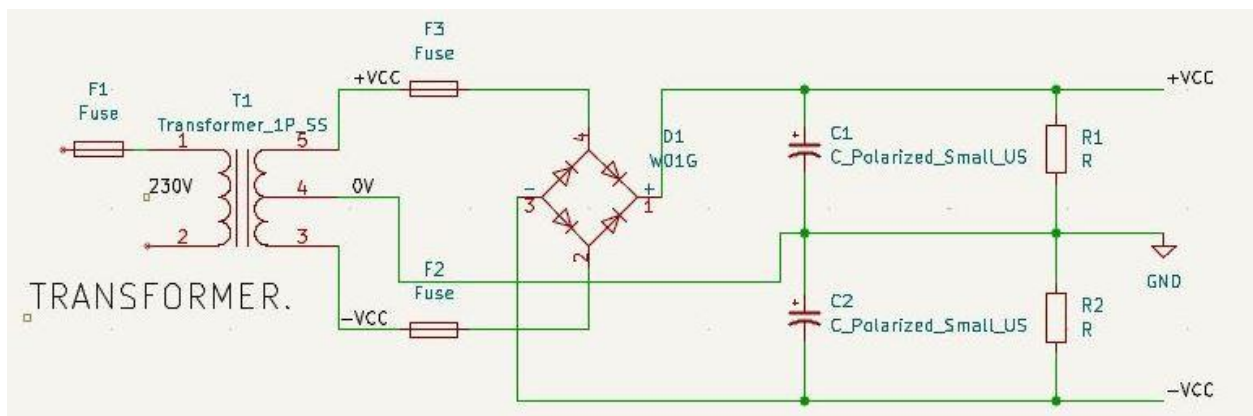 F3
Fuse
+VCC
+VCC
F1
Fuse
T1
Transformer_1P_SS
1
5
4
D1
W01G
C1
C_Polarized_Small_US
R1
R
230V
4
0V
-
3
+
1
2
3
2
F2
Fuse
GND
TRANSFORMER.
-VCC
C2
C_Polarized_Small_US
R2
R
-VCC